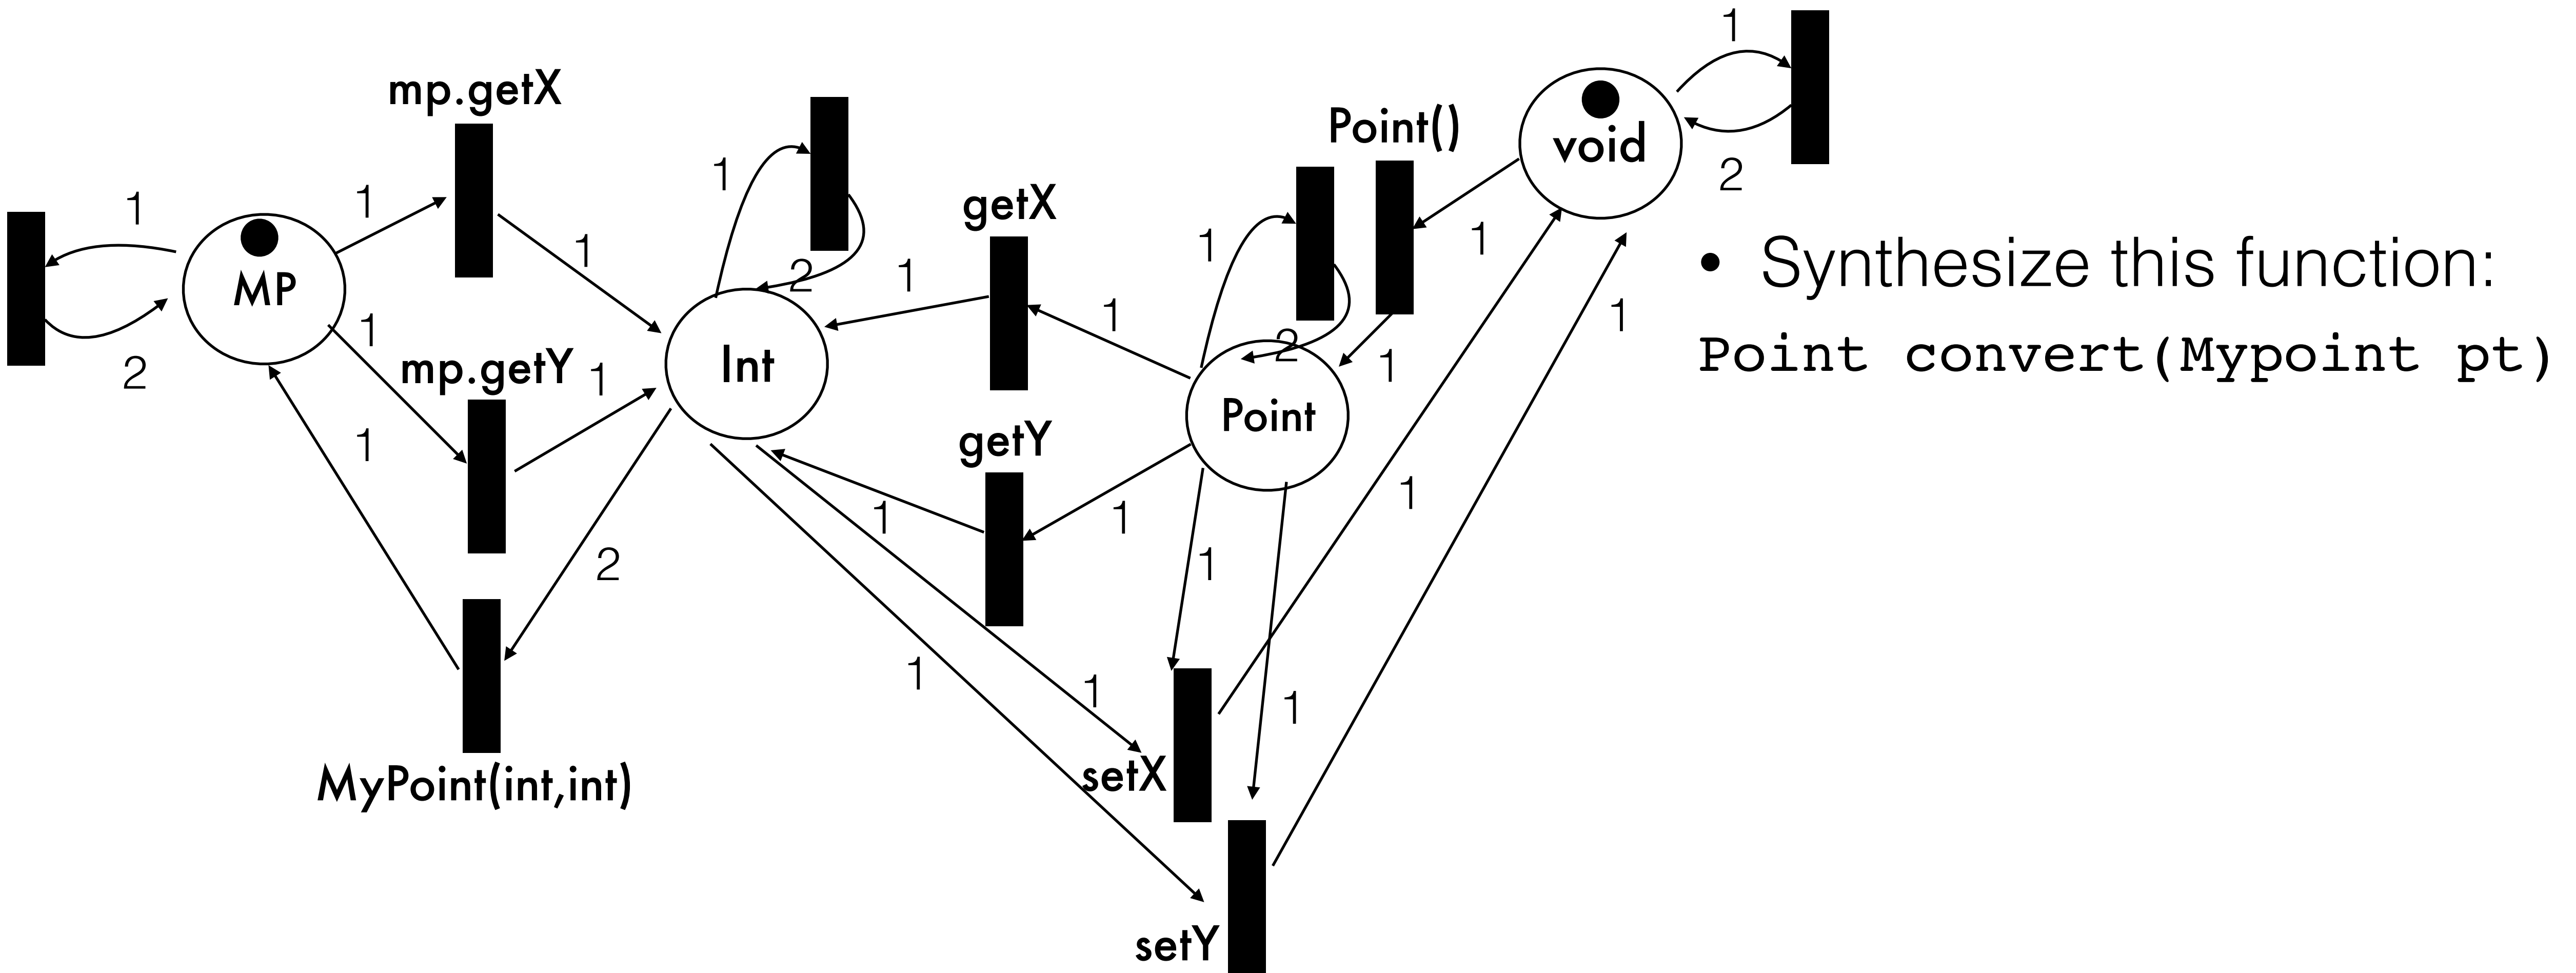 mp.getX
1
1
1
1
1
2
MP
1
mp.getY
1
1
2
MyPoint(int,int)
1
2
Int
getX
1
1
getY
1
1
1
2
Point()
1
1
Point
void
1
2
1
1
1
1
1
1
setX
setY
• Synthesize this function:
Point convert(Mypoint pt)